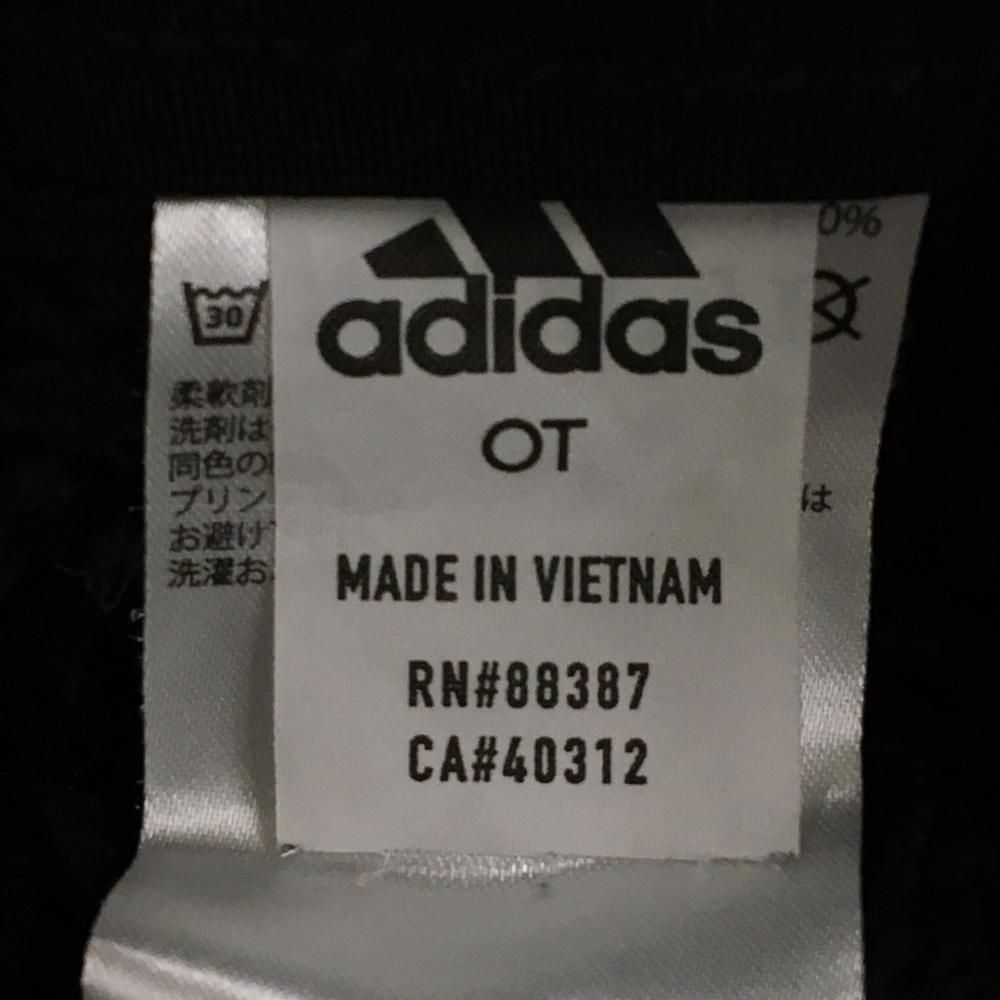 0%
adidas
30
OT
柔軟剤
洗剤は
同色の
プリン
は
お避け
洗濯お
MADE IN VIETNAM
RN#88387
CA#40312